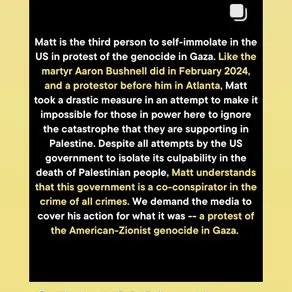 Matt is the third person to self-immolate in the
US in protest of the genocide in Gaza. Like the
martyr Aaron Bushnell did in February 2024,
and a protestor before him in Atlanta, Matt
took a drastic measure in an attempt to make it
impossible for those in power here to ignore
the catastrophe that they are supporting in
Palestine. Despite all attempts by the US
government to isolate its culpability in the
death of Palestinian people, Matt understands
that this government is a co-conspirator in the
crime of all crimes. We demand the media to
cover his action for what it was -- a protest of
the American-Zionist genocide in Gaza.